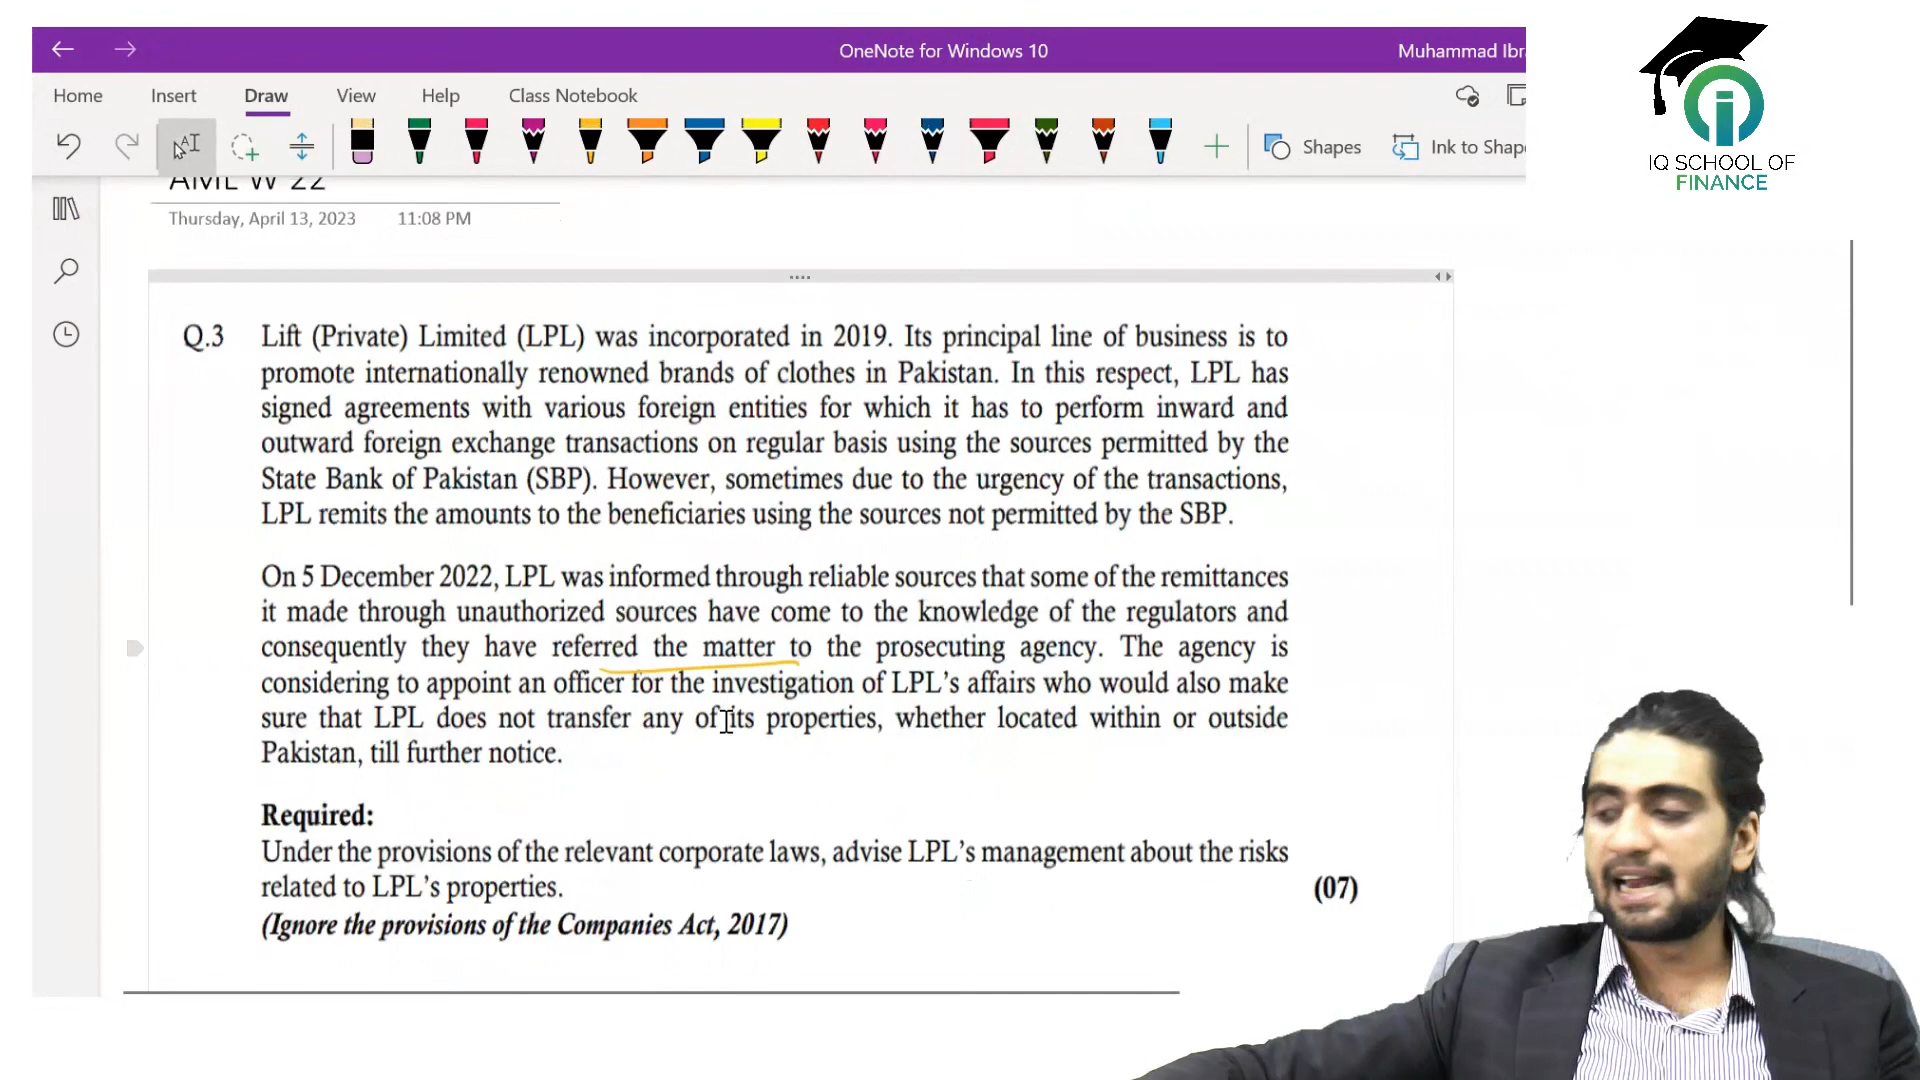 OneNote for Windows 10
Muhammad Ibr
Home Insert Draw View Help Class Notebook
Shapes Ink to Shap
IQ SCHOOL OF
FINANCE
AML W 22
Thursday, April 13, 2023 11:08 PM
Q.3 Lift (Private) Limited (LPL) was incorporated in 2019. Its principal line of business is to
promote internationally renowned brands of clothes in Pakistan. In this respect, LPL has
signed agreements with various foreign entities for which it has to perform inward and
outward foreign exchange transactions on regular basis using the sources permitted by the
State Bank of Pakistan (SBP). However, sometimes due to the urgency of the transactions,
LPL remits the amounts to the beneficiaries using the sources not permitted by the SBP.
On 5 December 2022, LPL was informed through reliable sources that some of the remittances
it made through unauthorized sources have come to the knowledge of the regulators and
consequently they have referred the matter to the prosecuting agency. The agency is
considering to appoint an officer for the investigation of LPL's affairs who would also make
sure that LPL does not transfer any of its properties, whether located within or outside
Pakistan, till further notice.
Required:
Under the provisions of the relevant corporate laws, advise LPL's management about the risks
related to LPL's properties.
(07)
(Ignore the provisions of the Companies Act, 2017)